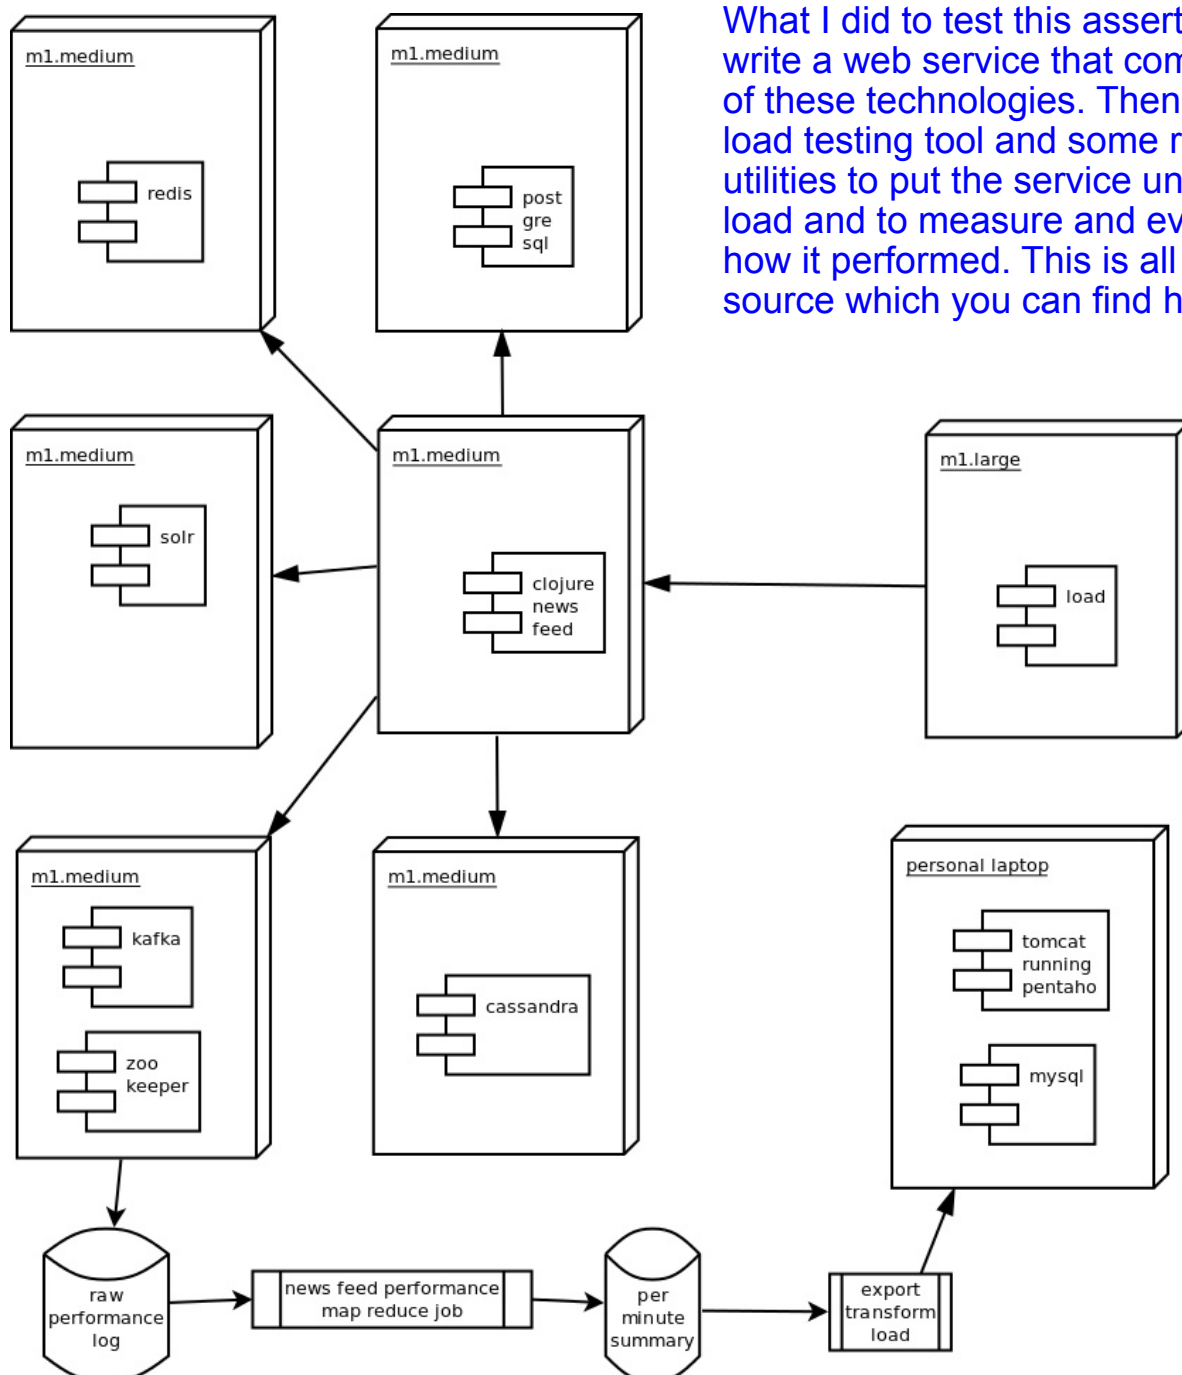 m1.medium
redis
m1.medium
post
gre
sql
What I did to test this assert
write a web service that com
of these technologies. Then
load testing tool and some r
utilities to put the service un
load and to measure and ev
how it performed. This is all
source which you can find h
m1.medium
solr
m1.medium
clojure
news
feed
m1.large
load
m1.medium
kafka
zoo
keeper
m1.medium
cassandra
personal laptop
tomcat
running
pentaho
mysql
raw
performance
log
news feed performance
map reduce job
per
minute
summary
export
transform
load